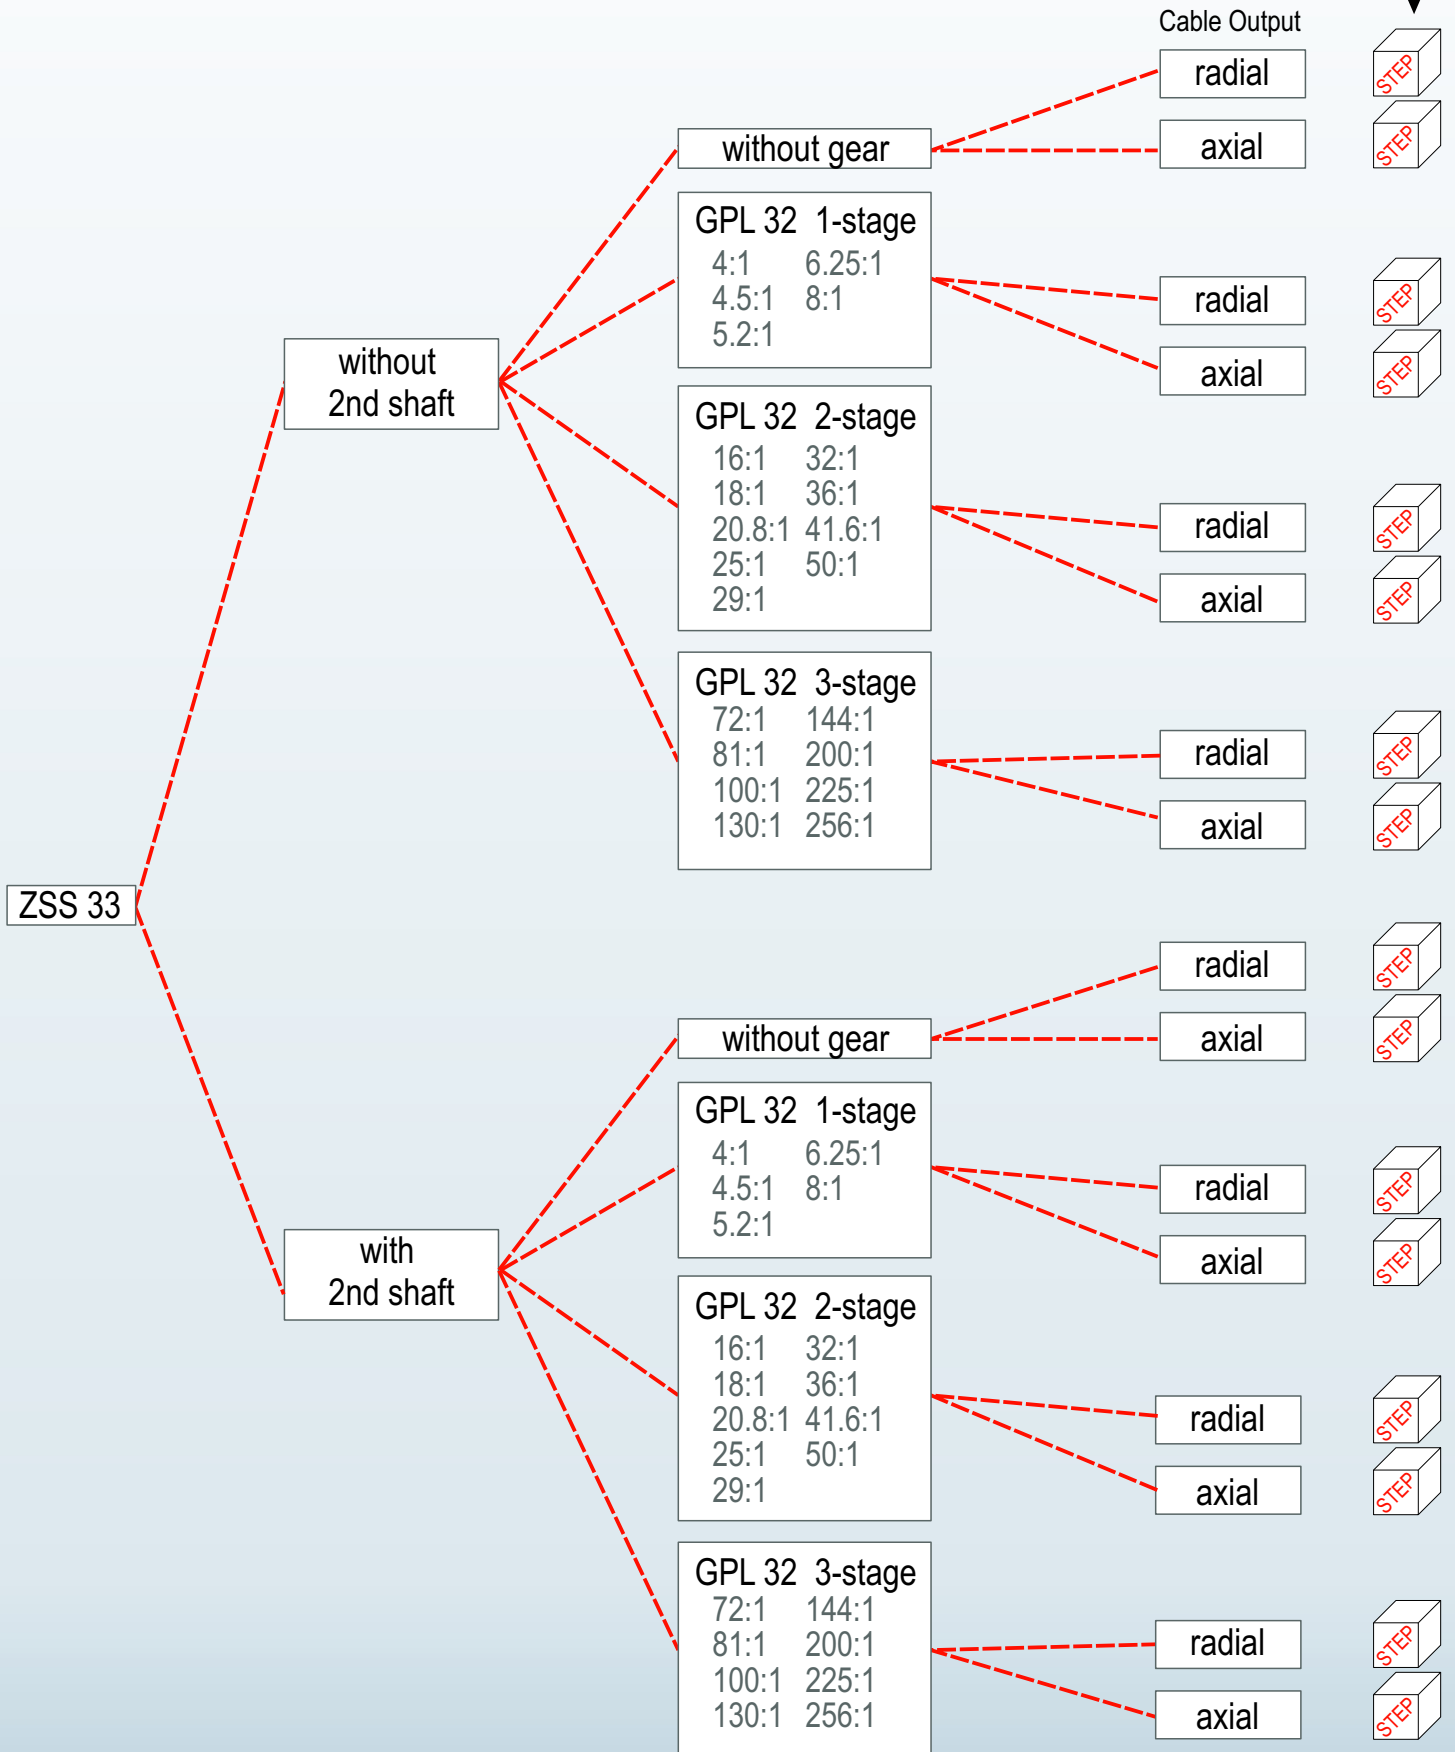 Cable Output
radial STEP
without gear axial STEP
GPL 32 1-stage
4:1 6.25:1
4.5:1 8:1
5.2:1
radial STEP
axial STEP
without
2nd shaft
GPL 32 2-stage
16:1 32:1
18:1 36:1
20.8:1 41.6:1
25:1 50:1
29:1
radial STEP
axial STEP
GPL 32 3-stage
72:1 144:1
81:1 200:1
100:1 225:1
130:1 256:1
radial STEP
axial STEP
ZSS 33
radial STEP
without gear axial STEP
GPL 32 1-stage
4:1 6.25:1
4.5:1 8:1
5.2:1
radial STEP
axial STEP
with
2nd shaft
GPL 32 2-stage
16:1 32:1
18:1 36:1
20.8:1 41.6:1
25:1 50:1
29:1
radial STEP
axial STEP
GPL 32 3-stage
72:1 144:1
81:1 200:1
100:1 225:1
130:1 256:1
radial STEP
axial STEP